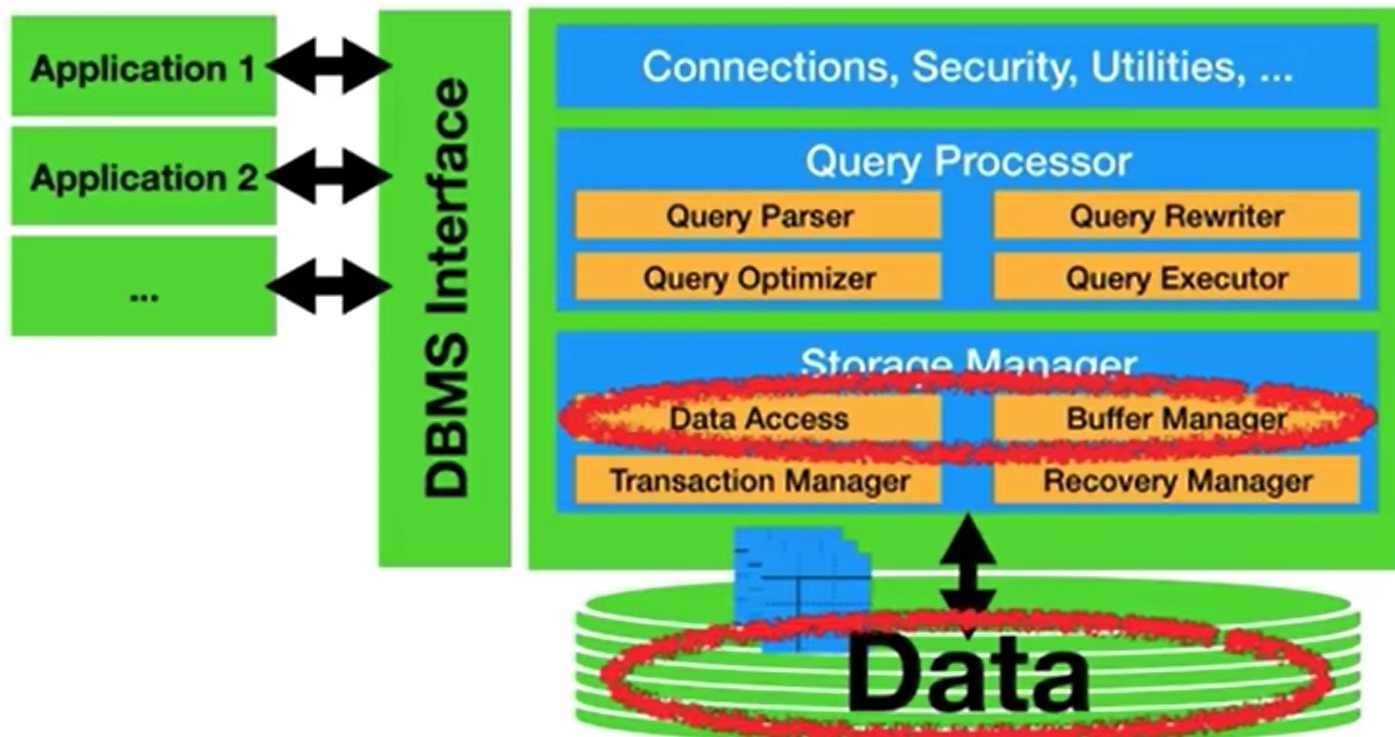 Application 1
Application 2
...
DBMS Interface
Connections, Security, Utilities, ...
Query Processor
Query Parser
Query Rewriter
Query Optimizer
Query Executor
Storage Manager
Data Access
Buffer Manager
Transaction Manager
Recovery Manager
Data